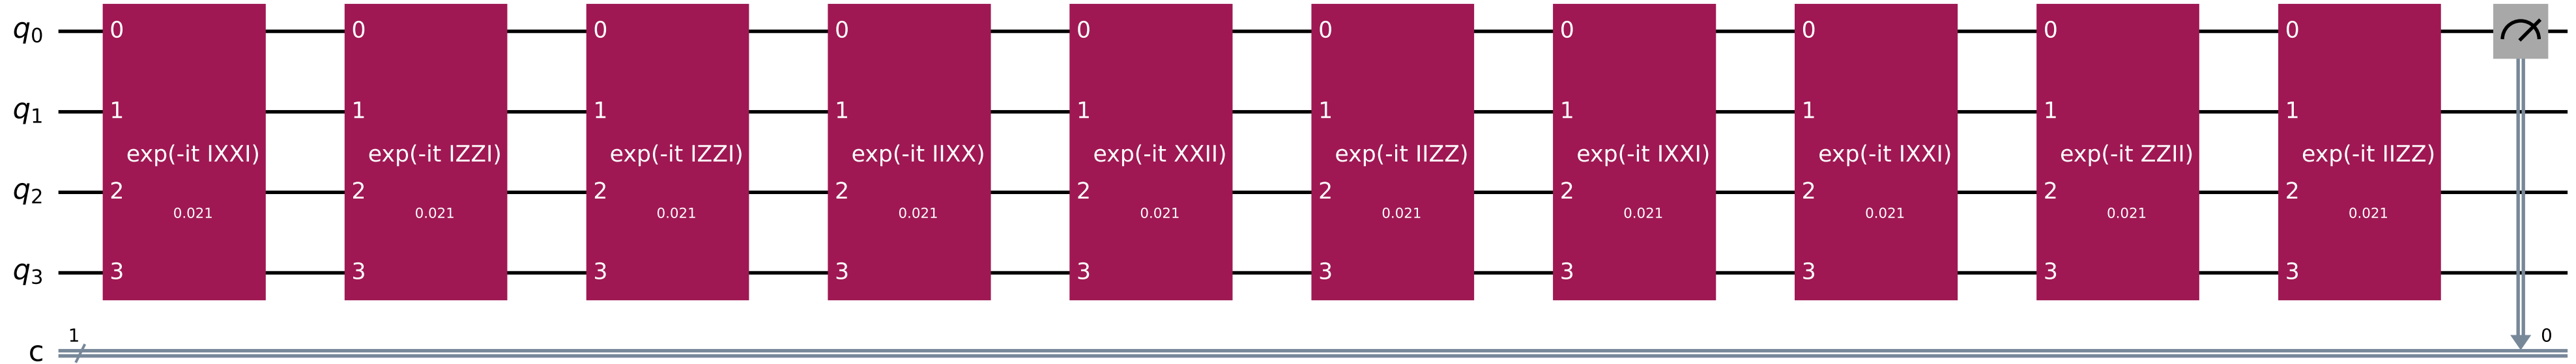 q0 0 0 0 0 0 0 0 0 0 0
q1 1 1 1 1 1 1 1 1 1 1
exp(-it IXXI) exp(-it IZZI) exp(-it IZZI) exp(-it IIXX) exp(-it XXII) exp(-it IIZZ) exp(-it IXXI) exp(-it IXXI) exp(-it ZZII) exp(-it IIZZ)
q2 2 2 2 2 2 2 2 2 2 2
0.021 0.021 0.021 0.021 0.021 0.021 0.021 0.021 0.021 0.021
q3 3 3 3 3 3 3 3 3 3 3
1 0
c